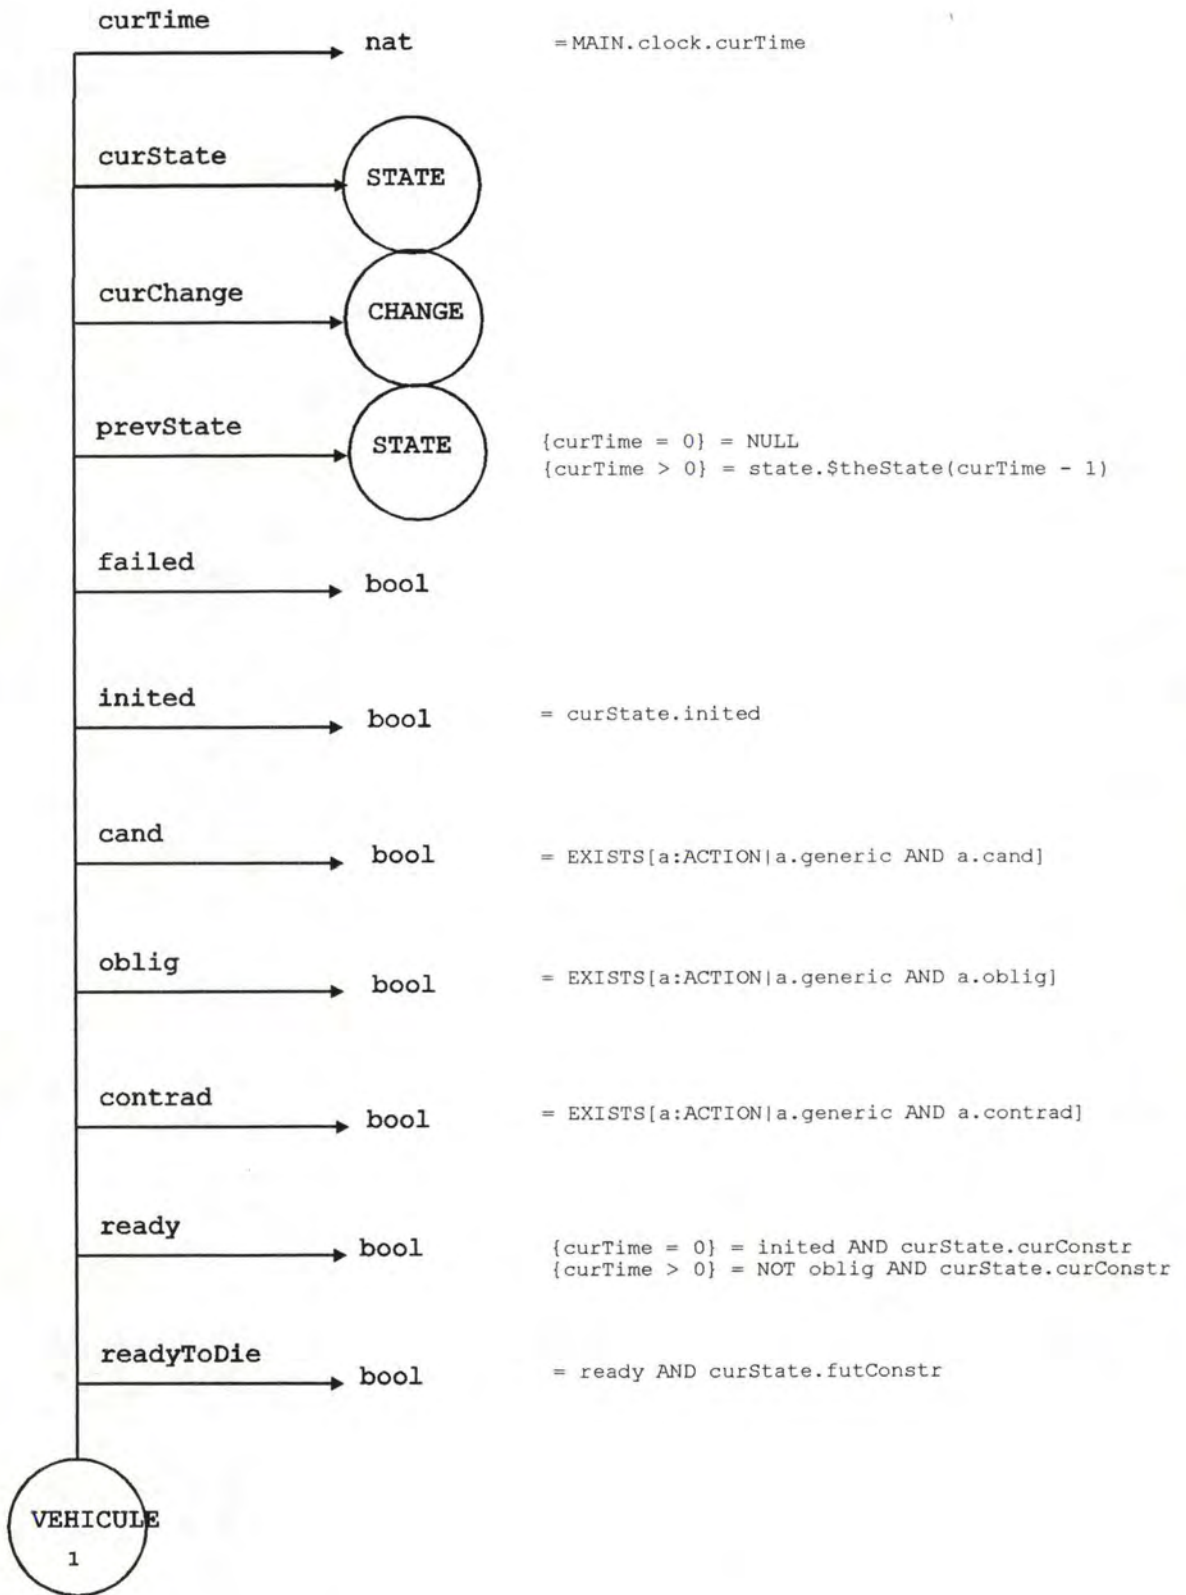 curTime
nat = MAIN.clock.curTime
curState
STATE
curChange
CHANGE
prevState
STATE
{curTime = 0} = NULL
{curTime > 0} = state.$theState(curTime - 1)
failed
bool
inited
bool = curState.inited
cand
bool = EXISTS[a:ACTION|a.generic AND a.cand]
oblig
bool = EXISTS[a:ACTION|a.generic AND a.oblig]
contrad
bool = EXISTS[a:ACTION|a.generic AND a.contrad]
ready
bool
{curTime = 0} = inited AND curState.curConstr
{curTime > 0} = NOT oblig AND curState.curConstr
readyToDie
bool = ready AND curState.futConstr
VEHICULE
1